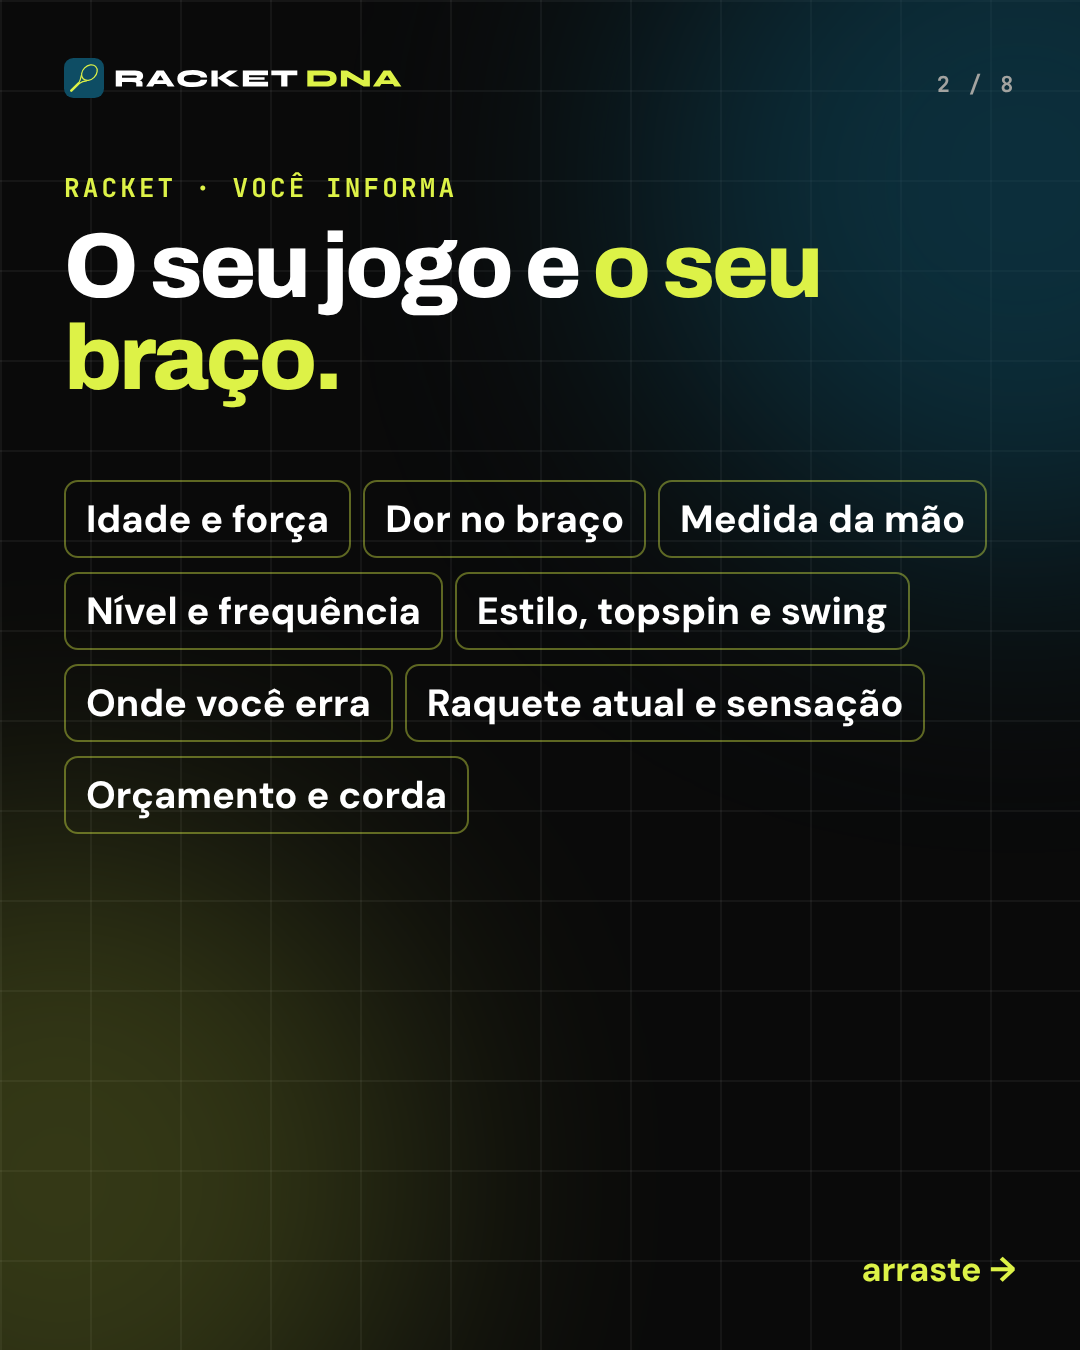 RACKET DNA
2 / 8
RACKET · VOCÊ INFORMA
O seu jogo e o seu
braço.
Idade e força
Dor no braço
Medida da mão
Nível e frequência
Estilo, topspin e swing
Onde você erra
Raquete atual e sensação
Orçamento e corda
arraste →